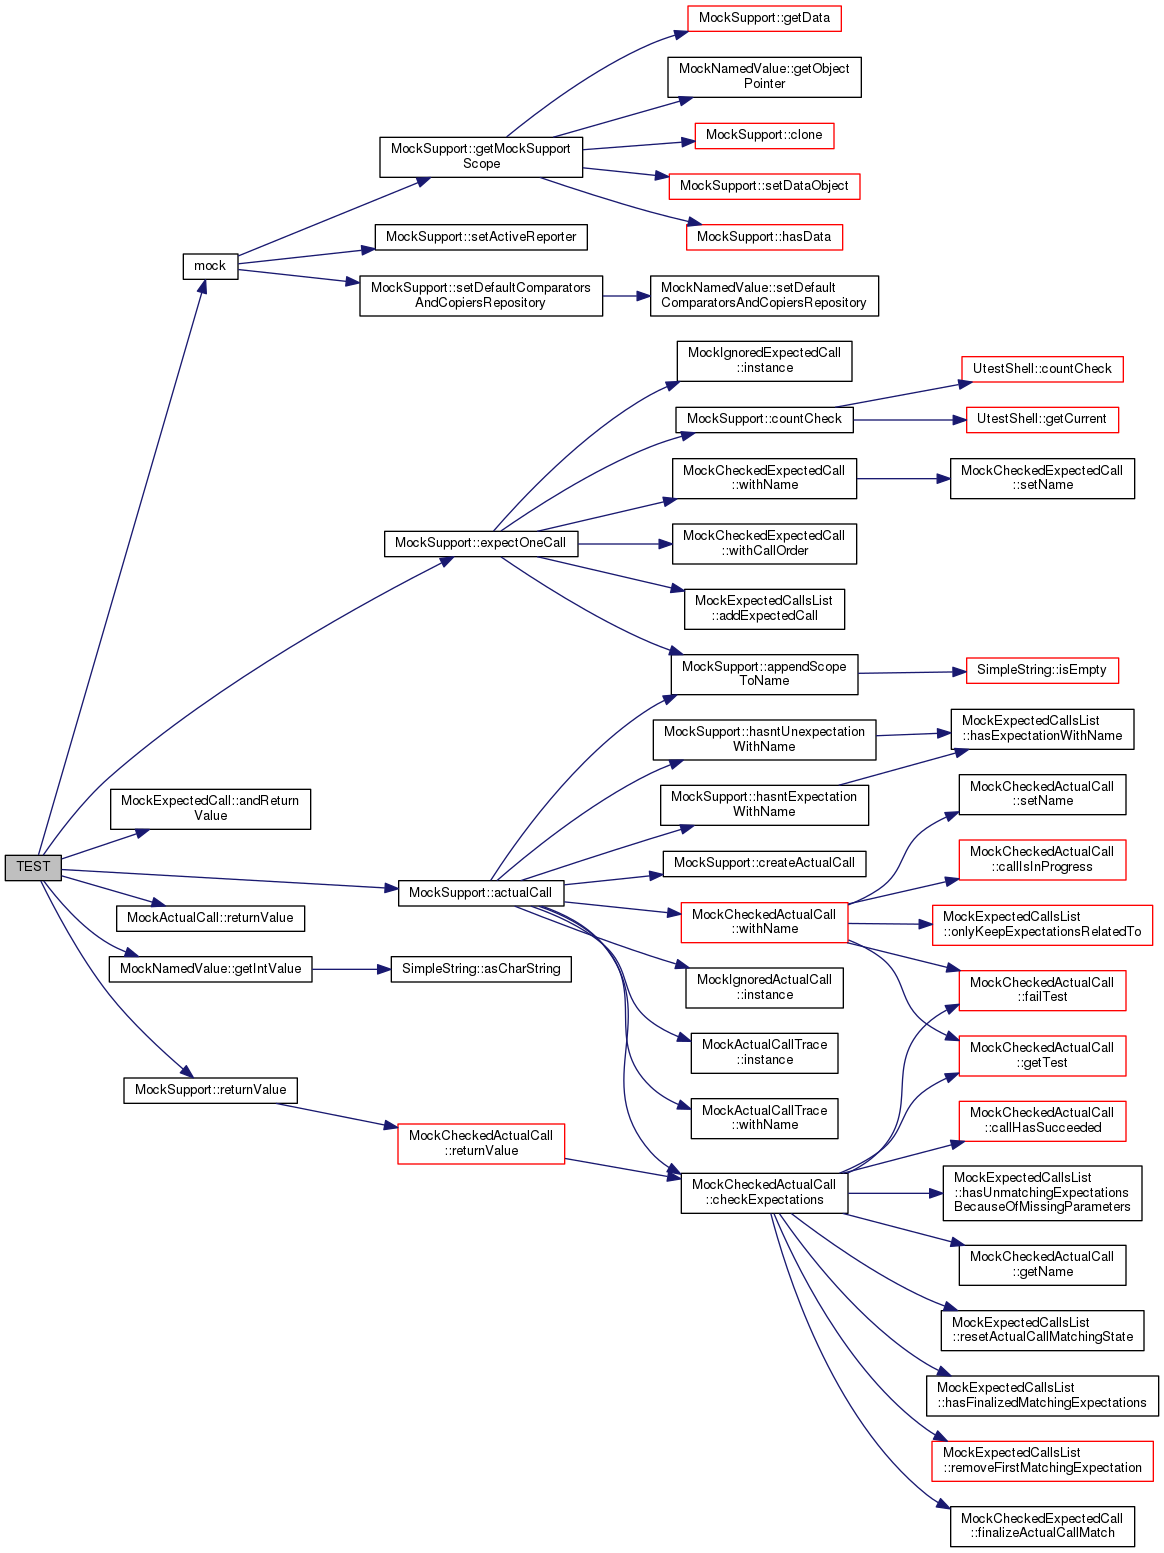 MockSupport::getData
MockNamedValue::getObject
Pointer
MockSupport::getMockSupport
Scope
MockSupport::clone
MockSupport::setDataObject
MockSupport::hasData
MockSupport::setActiveReporter
mock
MockSupport::setDefaultComparators
AndCopiersRepository
MockNamedValue::setDefault
ComparatorsAndCopiersRepository
MockIgnoredExpectedCall
::instance
UtestShell::countCheck
MockSupport::countCheck
UtestShell::getCurrent
MockCheckedExpectedCall
::withName
MockCheckedExpectedCall
::setName
MockSupport::expectOneCall
MockCheckedExpectedCall
::withCallOrder
MockExpectedCallsList
::addExpectedCall
MockSupport::appendScope
ToName
SimpleString::isEmpty
MockSupport::hasntUnexpectation
WithName
MockExpectedCallsList
::hasExpectationWithName
MockExpectedCall::andReturn
Value
MockSupport::hasntExpectation
WithName
MockCheckedActualCall
::setName
TEST
MockSupport::createActualCall
MockCheckedActualCall
::callIsInProgress
MockSupport::actualCall
MockActualCall::returnValue
MockCheckedActualCall
::withName
MockExpectedCallsList
::onlyKeepExpectationsRelatedTo
MockNamedValue::getIntValue
SimpleString::asCharString
MockIgnoredActualCall
::instance
MockCheckedActualCall
::failTest
MockActualCallTrace
::instance
MockCheckedActualCall
::getTest
MockSupport::returnValue
MockActualCallTrace
::withName
MockCheckedActualCall
::callHasSucceeded
MockCheckedActualCall
::returnValue
MockCheckedActualCall
::checkExpectations
MockExpectedCallsList
::hasUnmatchingExpectations
BecauseOfMissingParameters
MockCheckedActualCall
::getName
MockExpectedCallsList
::resetActualCallMatchingState
MockExpectedCallsList
::hasFinalizedMatchingExpectations
MockExpectedCallsList
::removeFirstMatchingExpectation
MockCheckedExpectedCall
::finalizeActualCallMatch